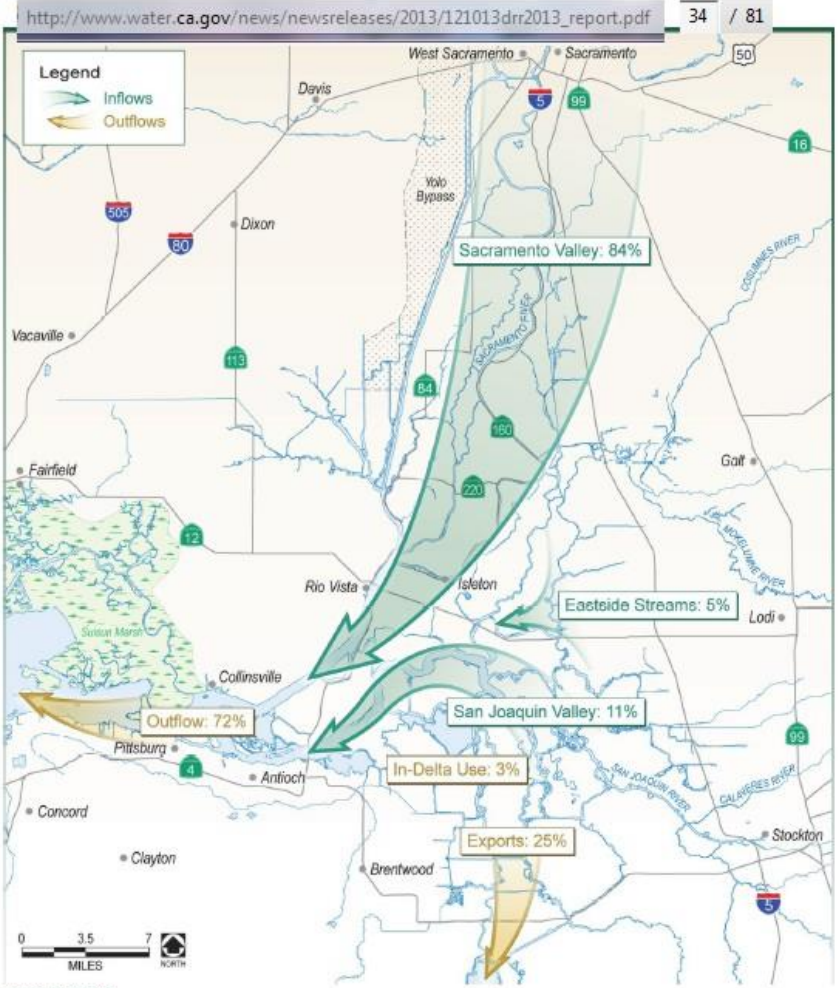 http://www.water.ca.gov/news/newsreleases/2013/121013drr2013_report.pdf
34 / 81
Legend
Inflows
Outflows
West Sacramento
Sacramento
50
Davis
5
99
16
Yolo
Bypass
505
Dixon
80
Sacramento Valley: 84%
COSUMNES RIVER
SACRAMENTO RIVER
Vacaville
113
84
160
Galt
Fairfield
220
12
MOKELUMNE RIVER
Rio Vista
Isleton
Eastside Streams: 5%
Lodi
Suisun Marsh
Collinsville
San Joaquin Valley: 11%
Outflow: 72%
99
Pittsburg
4
In-Delta Use: 3%
Antioch
SAN JOAQUIN RIVER
CALAVERAS RIVER
Concord
Exports: 25%
Stockton
Clayton
Brentwood
5
0 3.5 7
MILES
NORTH